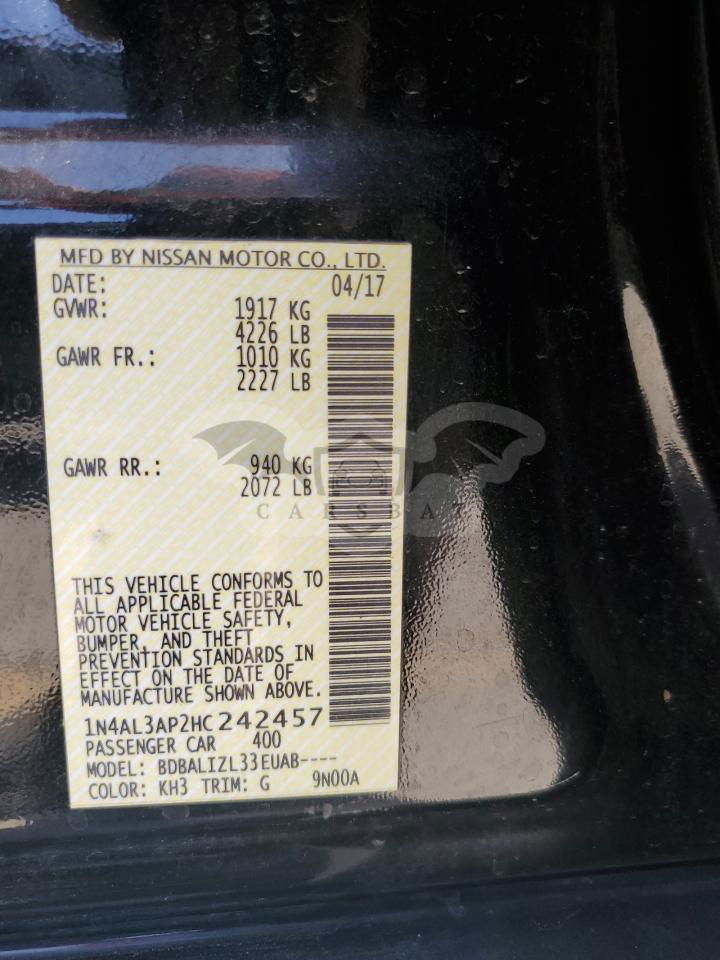 MFD BY NISSAN MOTOR CO., LTD.
DATE: 04/17
GVWR: 1917 KG
4226 LB
GAWR FR.: 1010 KG
2227 LB
GAWR RR.: 940 KG
2072 LB
CARSBAT
THIS VEHICLE CONFORMS TO
ALL APPLICABLE FEDERAL
MOTOR VEHICLE SAFETY,
BUMPER, AND THEFT
PREVENTION STANDARDS IN
EFFECT ON THE DATE OF
MANUFACTURE SHOWN ABOVE.
1N4AL3AP2HC242457
PASSENGER CAR 400
MODEL: BDBALIZL33EUAB----
COLOR: KH3 TRIM: G 9N00A